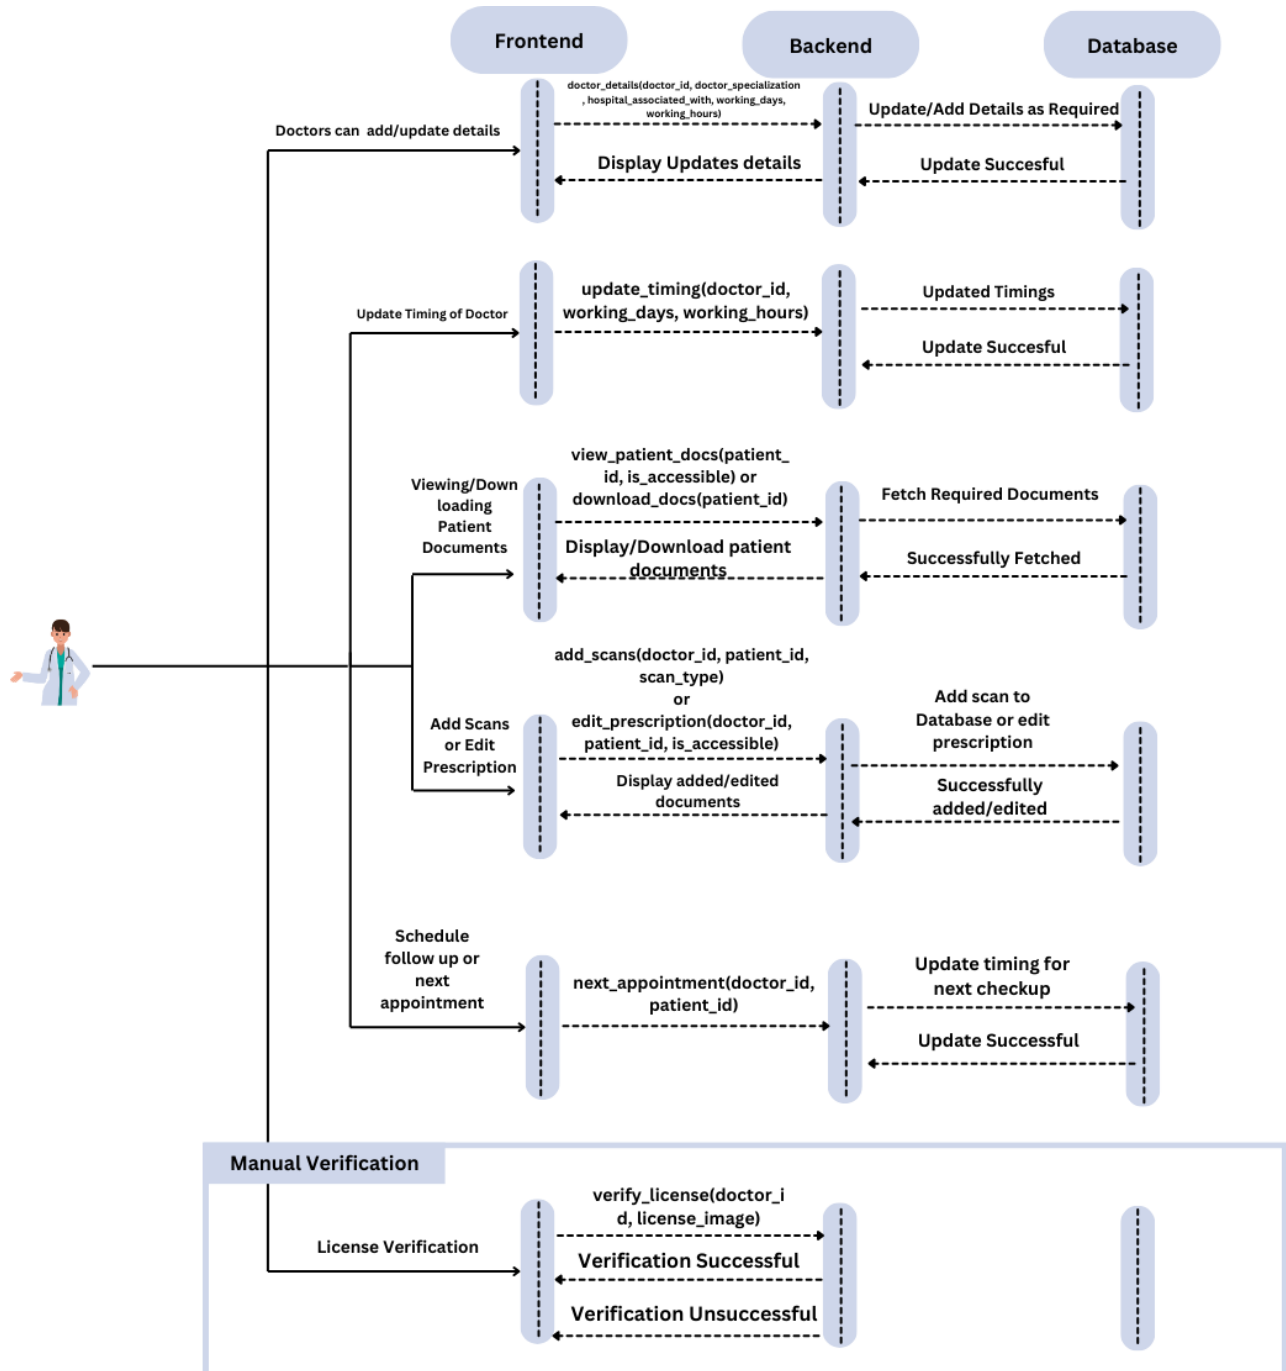 Frontend
Backend
Database
doctor_details(doctor_id, doctor_specialization
, hospital_associated_with, working_days,
working_hours)
Doctors can  add/update details
Update/Add Details as Required
Display Updates details
Update Succesful
update_timing(doctor_id,
working_days, working_hours)
Update Timing of Doctor
Updated Timings
Update Succesful
Viewing/Down
loading
Patient
Documents
view_patient_docs(patient_
id, is_accessible) or
download_docs(patient_id)
Fetch Required Documents
Display/Download patient
documents
Successfully Fetched
Add Scans
or Edit
Prescription
add_scans(doctor_id, patient_id,
scan_type)
or
edit_prescription(doctor_id,
patient_id, is_accessible)
Add scan to
Database or edit
prescription
Display added/edited
documents
Successfully
added/edited
Schedule
follow up or
next
appointment
next_appointment(doctor_id,
patient_id)
Update timing for
next checkup
Update Successful
Manual Verification
License Verification
verify_license(doctor_i
d, license_image)
Verification Successful
Verification Unsuccessful